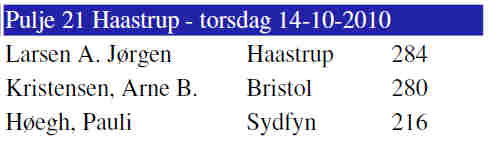 Pulje 21 Haastrup - torsdag 14-10-2010
Larsen A. Jørgen Haastrup 284
Kristensen, Arne B. Bristol 280
Høegh, Pauli Sydfyn 216